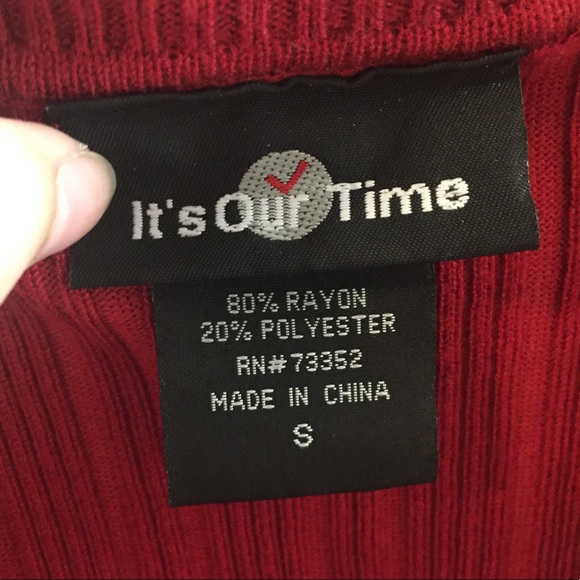 It's Our Time
80% RAYON
20% POLYESTER
RN# 73352
MADE IN CHINA
S